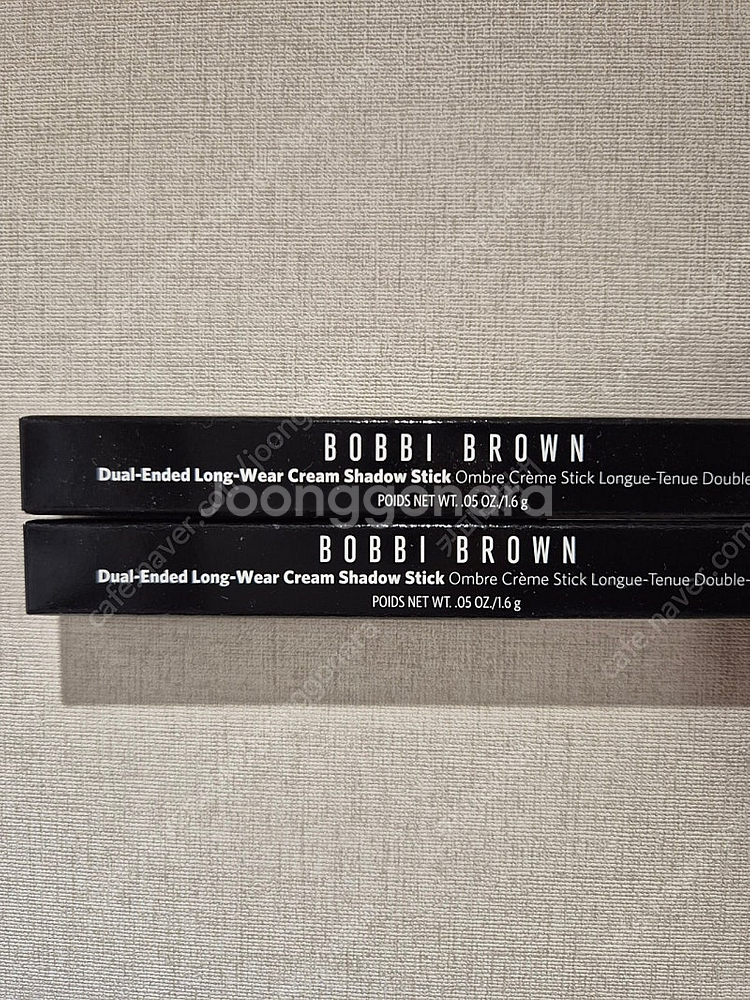 BOBBI BROWN
Dual-Ended Long-Wear Cream Shadow Stick Ombre Crème Stick Longue-Tenue Double
POIDS NET WT. .05 OZ./1.6 g
Joonggonara
BOBBI BROWN
Dual-Ended Long-Wear Cream Shadow Stick Ombre Crème Stick Longue-Tenue Double-
POIDS NET WT. .05 OZ./1.6 g